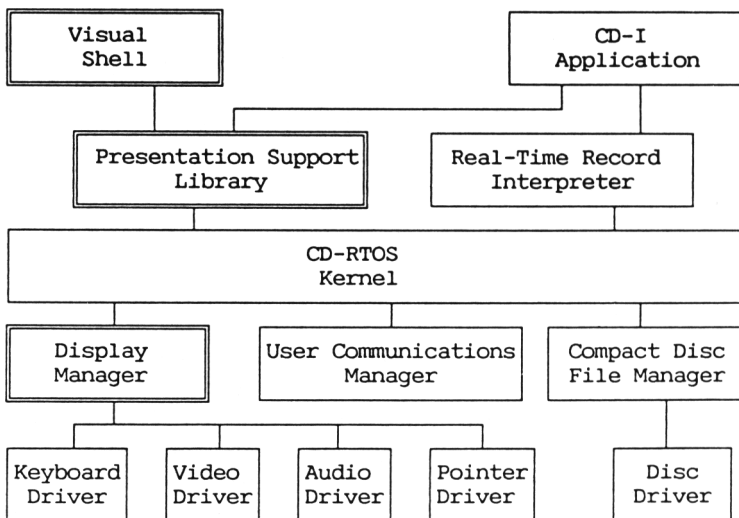 Visual
Shell
CD-I
Application
Presentation Support
Library
Real-Time Record
Interpreter
CD-RTOS
Kernel
Display
Manager
User Communications
Manager
Compact Disc
File Manager
Keyboard
Driver
Video
Driver
Audio
Driver
Pointer
Driver
Disc
Driver